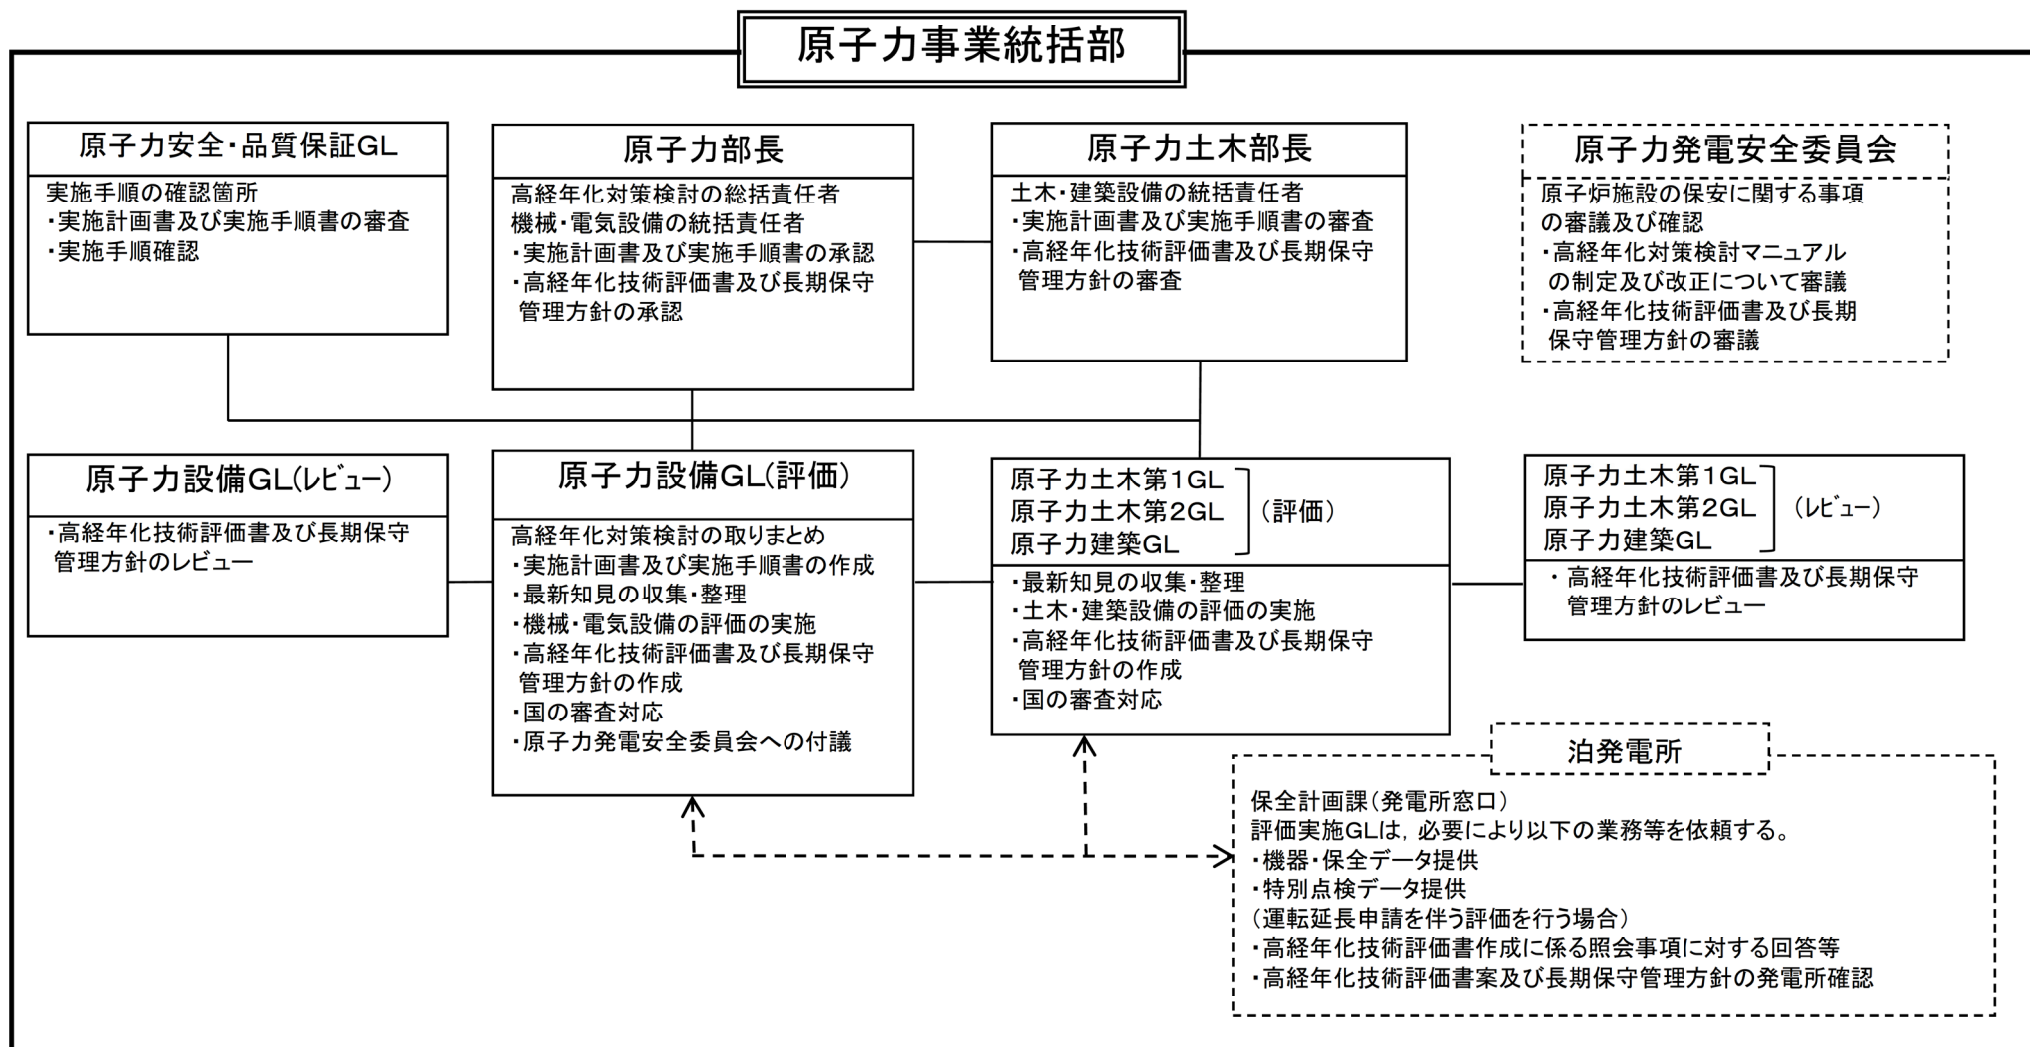 原子力事業統括部
原子力安全・品質保証GL
実施手順の確認箇所
・実施計画書及び実施手順書の審査
・実施手順確認
原子力部長
高経年化対策検討の総括責任者
機械・電気設備の統括責任者
・実施計画書及び実施手順書の承認
・高経年化技術評価書及び長期保守
管理方針の承認
原子力土木部長
土木・建築設備の統括責任者
・実施計画書及び実施手順書の審査
・高経年化技術評価書及び長期保守
管理方針の審査
原子力発電安全委員会
原子炉施設の保安に関する事項
の審議及び確認
・高経年化対策検討マニュアル
の制定及び改正について審議
・高経年化技術評価書及び長期
保守管理方針の審議
原子力設備GL(レビュー)
・高経年化技術評価書及び長期保守
管理方針のレビュー
原子力設備GL(評価)
高経年化対策検討の取りまとめ
・実施計画書及び実施手順書の作成
・最新知見の収集・整理
・機械・電気設備の評価の実施
・高経年化技術評価書及び長期保守
管理方針の作成
・国の審査対応
・原子力発電安全委員会への付議
原子力土木第1GL
原子力土木第2GL
原子力建築GL
(評価)
・最新知見の収集・整理
・土木・建築設備の評価の実施
・高経年化技術評価書及び長期保守
管理方針の作成
・国の審査対応
原子力土木第1GL
原子力土木第2GL
原子力建築GL
(レビュー)
・高経年化技術評価書及び長期保守
管理方針のレビュー
泊発電所
保全計画課(発電所窓口)
評価実施GLは，必要により以下の業務等を依頼する。
・機器・保全データ提供
・特別点検データ提供
(運転延長申請を伴う評価を行う場合)
・高経年化技術評価書作成に係る照会事項に対する回答等
・高経年化技術評価書案及び長期保守管理方針の発電所確認